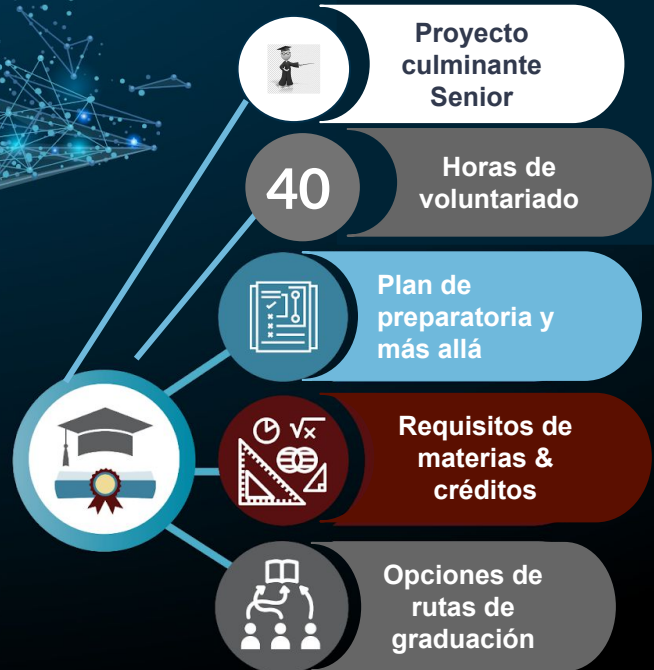 Proyecto
culminante
Senior
40
Horas de
voluntariado
Plan de
preparatoria y
más allá
√x
Requisitos de
materias &
créditos
Opciones de
rutas de
graduación